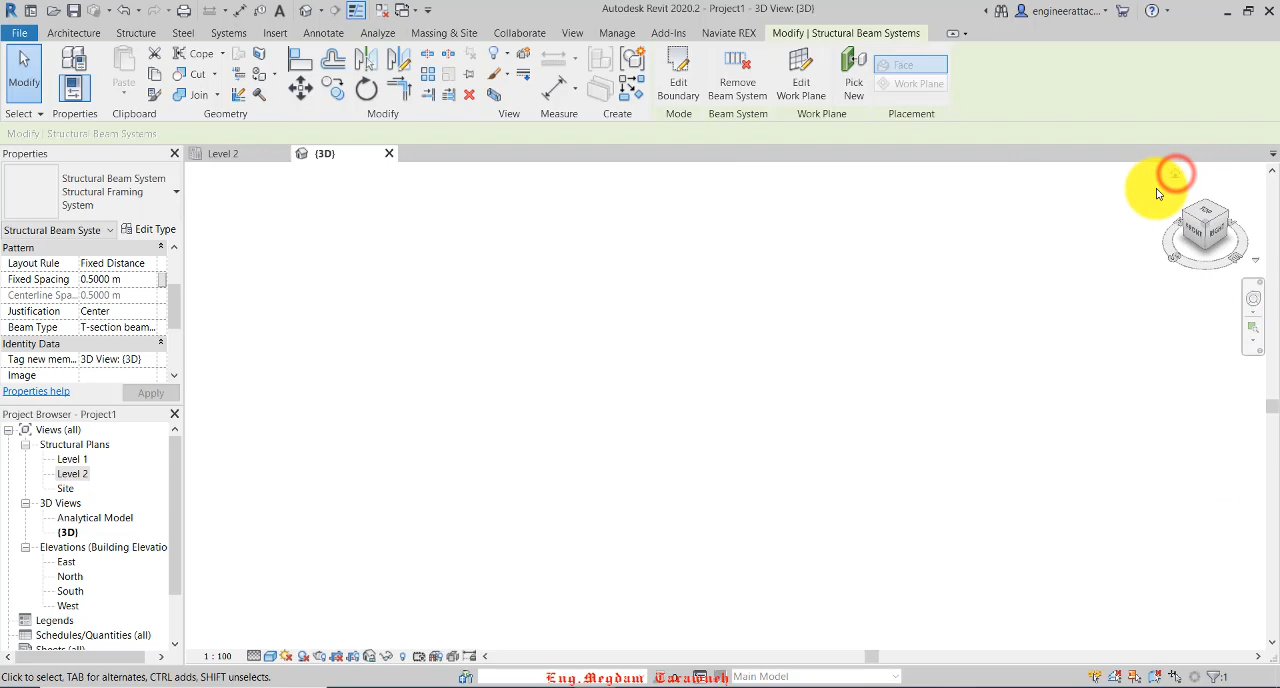 Autodesk Revit 2020.2 - Project1 - 3D View: {3D}
engineerattac...
File Architecture Structure Steel Systems Insert Annotate Analyze Massing & Site Collaborate View Manage Add-Ins Naviate REX Modify | Structural Beam Systems
Modify
Paste
Cope
Cut
Join
Edit Boundary
Remove Beam System
Edit Work Plane
Pick New
Face
Work Plane
Select Properties Clipboard Geometry Modify View Measure Create Mode Beam System Work Plane Placement
Modify | Structural Beam Systems
Properties
Level 2
{3D}
Structural Beam System
Structural Framing
System
Structural Beam Syste
Edit Type
Pattern
Layout Rule Fixed Distance
Fixed Spacing 0.5000 m
Centerline Spa... 0.5000 m
Justification Center
Beam Type T-section beam...
Identity Data
Tag new mem... 3D View: {3D}
Image
Properties help
Apply
Project Browser - Project1
Views (all)
Structural Plans
Level 1
Level 2
Site
3D Views
Analytical Model
{3D}
Elevations (Building Elevatio
East
North
South
West
Legends
Schedules/Quantities (all)
TOP
FRONT
RIGHT
1 : 100
Click to select, TAB for alternates, CTRL adds, SHIFT unselects.
Eng.Megdam Tarawneh
Main Model
:1